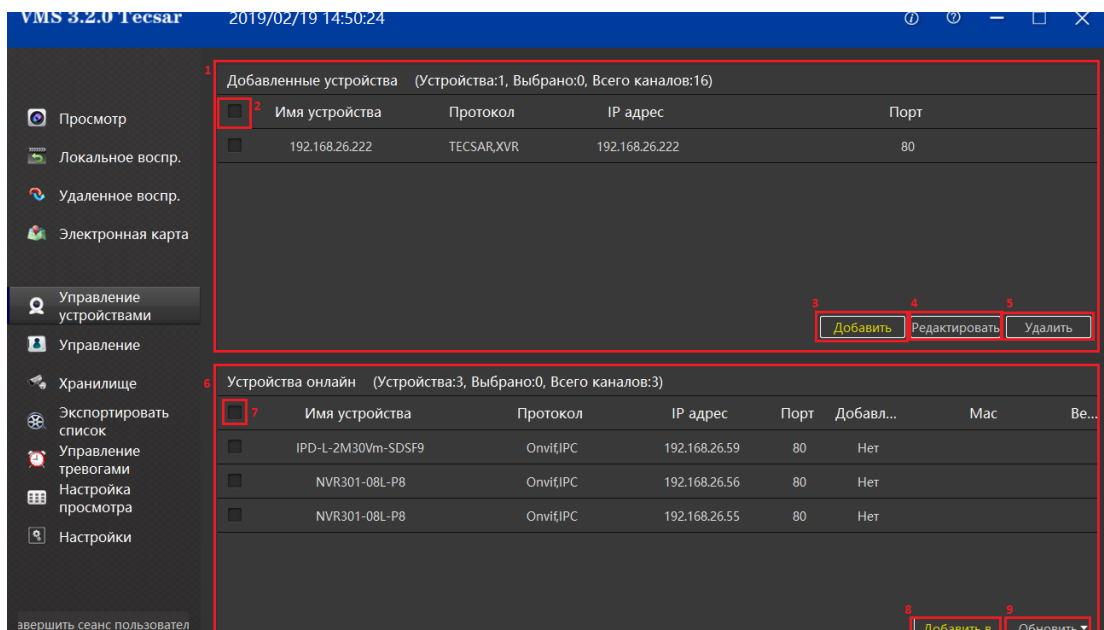 VMS 3.2.0 Tecsar 2019/02/19 14:50:24
1
Добавленные устройства (Устройства:1, Выбрано:0, Всего каналов:16)
2 Имя устройства Протокол IP адрес Порт
192.168.26.222 TECSAR,XVR 192.168.26.222 80
Просмотр
Локальное воспр.
Удаленное воспр.
Электронная карта
Управление
устройствами
Управление
Хранилище
Экспортировать
список
Управление
тревогами
Настройка
просмотра
Настройки
авершить сеанс пользовател
3 4 5
Добавить Редактировать Удалить
6 Устройства онлайн (Устройства:3, Выбрано:0, Всего каналов:3)
7 Имя устройства Протокол IP адрес Порт Добавл... Mac Ве...
IPD-L-2M30Vm-SDSF9 Onvif,IPC 192.168.26.59 80 Нет
NVR301-08L-P8 Onvif,IPC 192.168.26.56 80 Нет
NVR301-08L-P8 Onvif,IPC 192.168.26.55 80 Нет
8 9
Добавить в Обновить